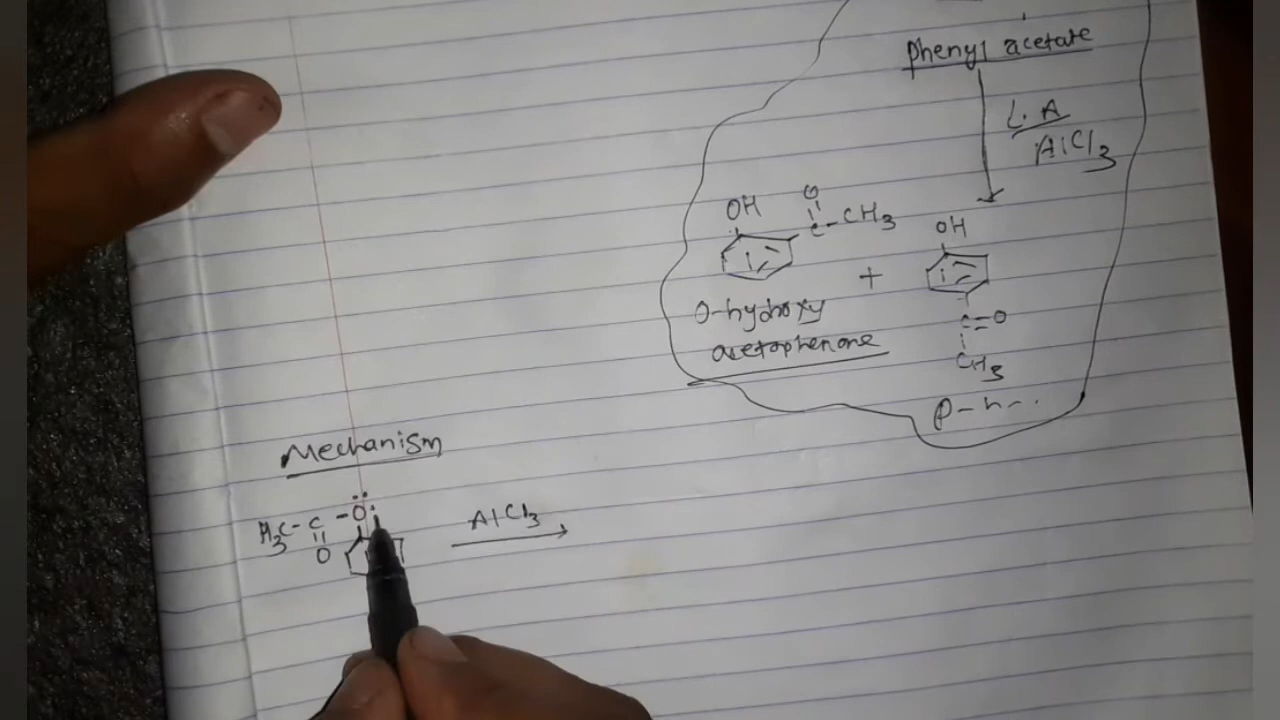 phenyl acetate
L.A
AlCl3
OH O
C-CH3
OH
+
O-hydroxy
acetophenone
C=O
CH3
p-h-..
Mechanism
H3C-C-O
O
AlCl3